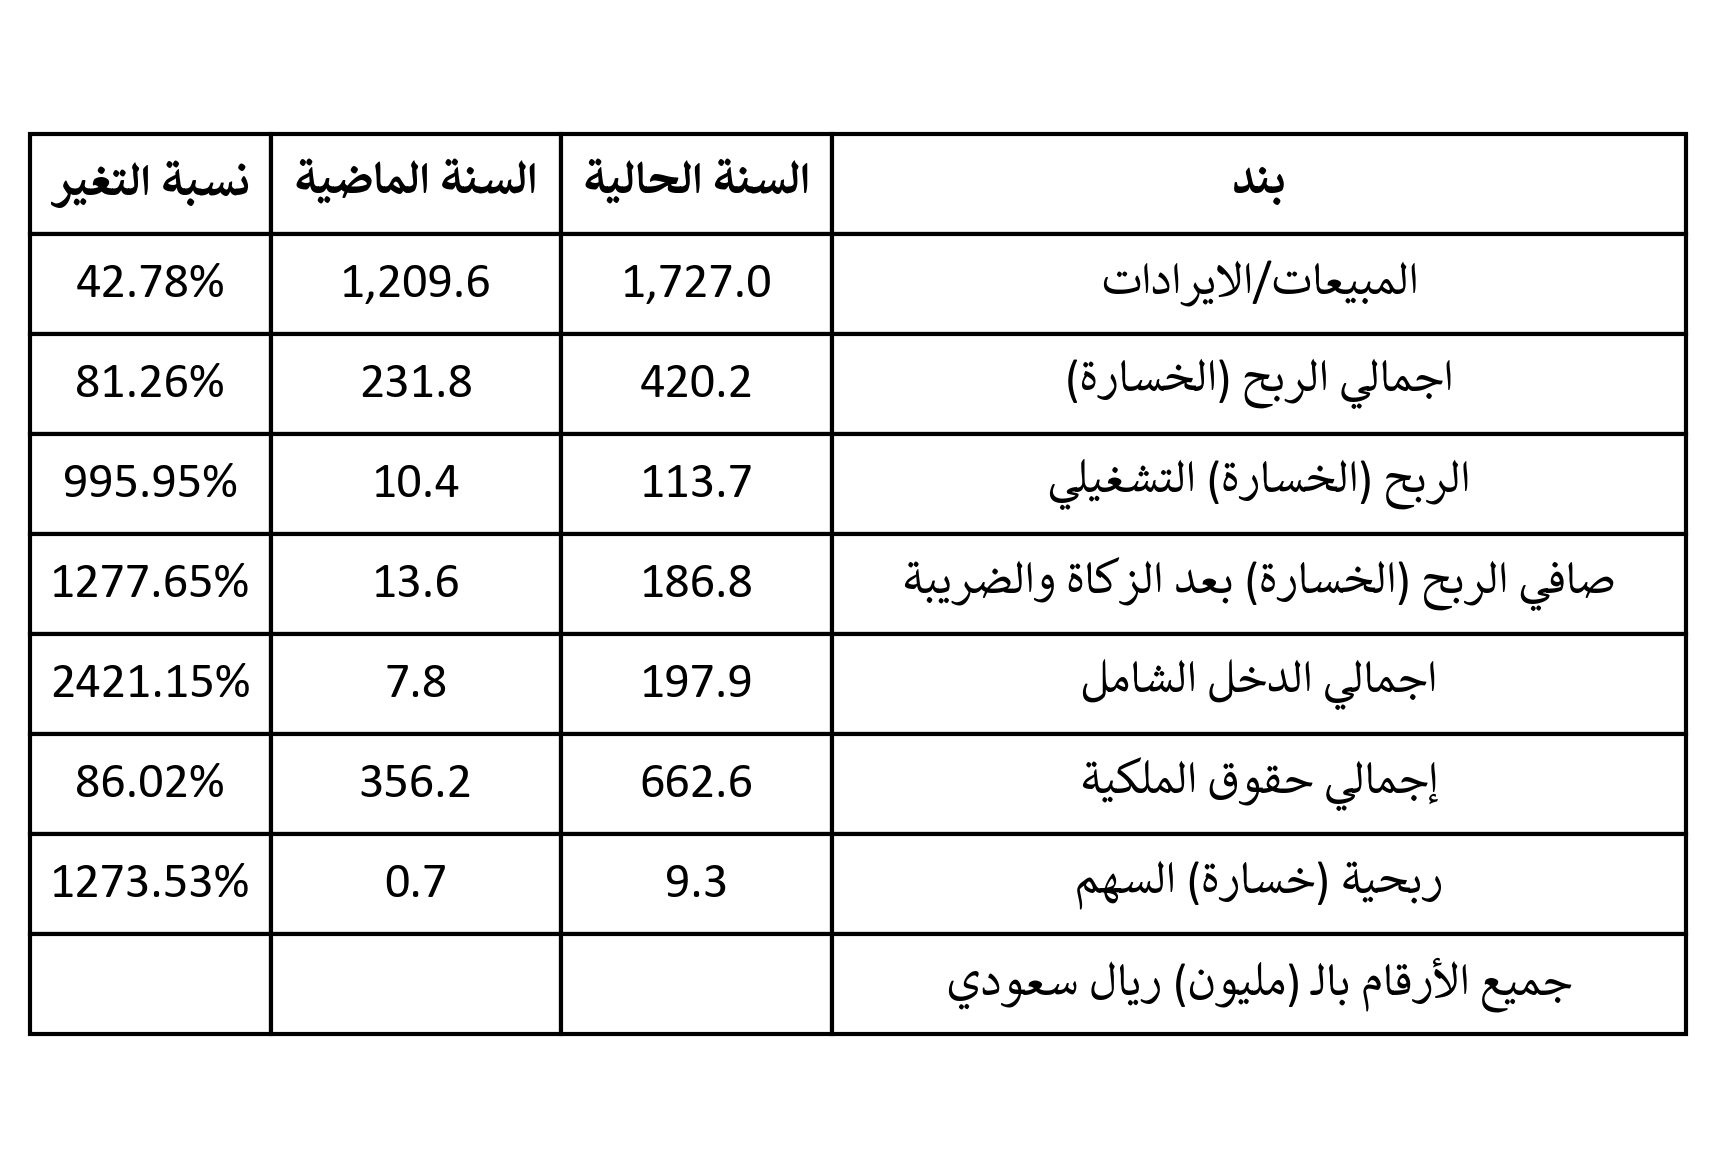 بند السنة الحالية السنة الماضية نسبة التغير
المبيعات/الايرادات 1,727.0 1,209.6 42.78%
اجمالي الربح (الخسارة) 420.2 231.8 81.26%
الربح (الخسارة) التشغيلي 113.7 10.4 995.95%
صافي الربح (الخسارة) بعد الزكاة والضريبة 186.8 13.6 1277.65%
اجمالي الدخل الشامل 197.9 7.8 2421.15%
إجمالي حقوق الملكية 662.6 356.2 86.02%
ربحية (خسارة) السهم 9.3 0.7 1273.53%
جميع الأرقام بالـ (مليون) ريال سعودي